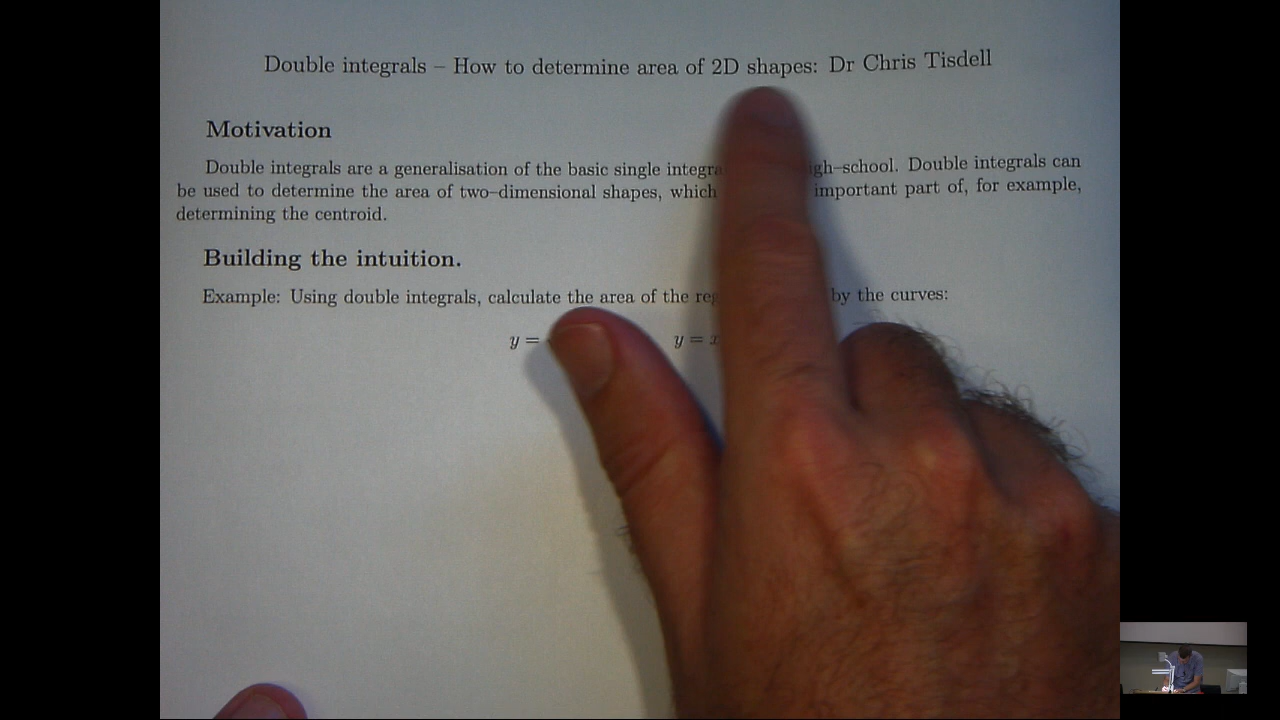 Double integrals – How to determine area of 2D shapes: Dr Chris Tisdell
Motivation
Double integrals are a generalisation of the basic single integra gh–school. Double integrals can
be used to determine the area of two–dimensional shapes, which important part of, for example,
determining the centroid.
Building the intuition.
Example: Using double integrals, calculate the area of the re by the curves:
y = y = x